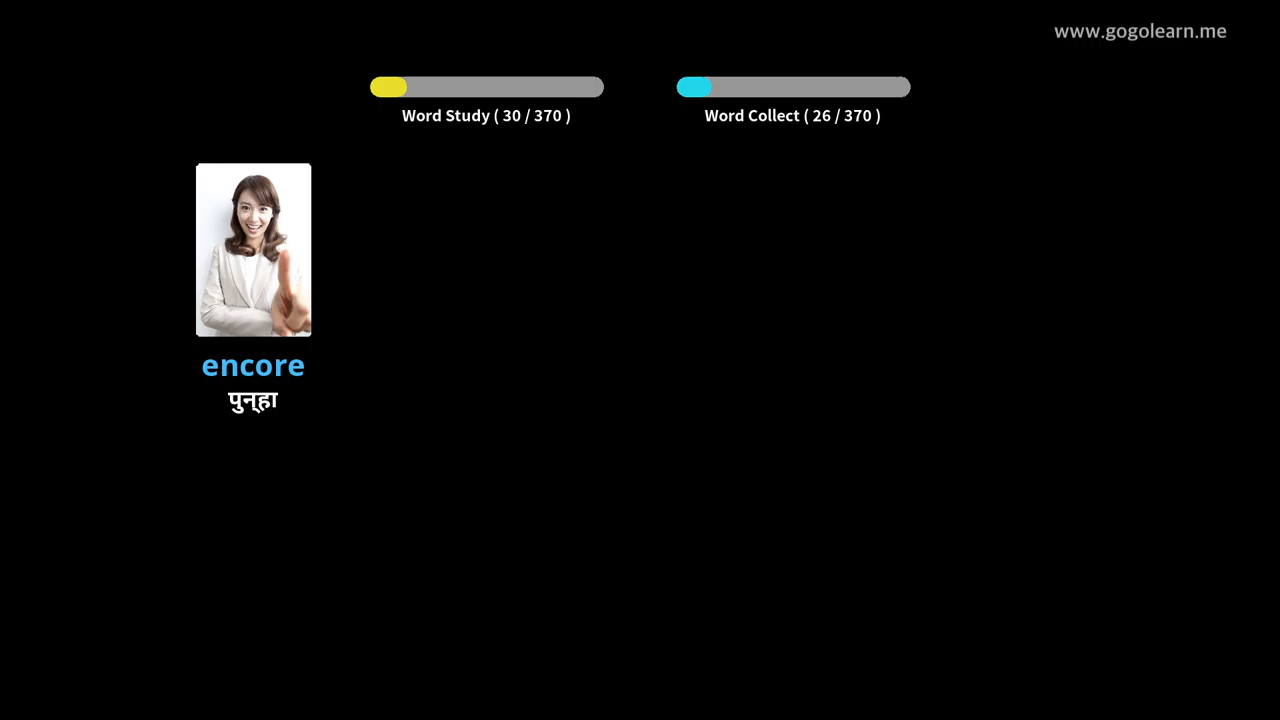 www.gogolearn.me
Word Study ( 30 / 370 )
Word Collect ( 26 / 370 )
encore
पुन्हा